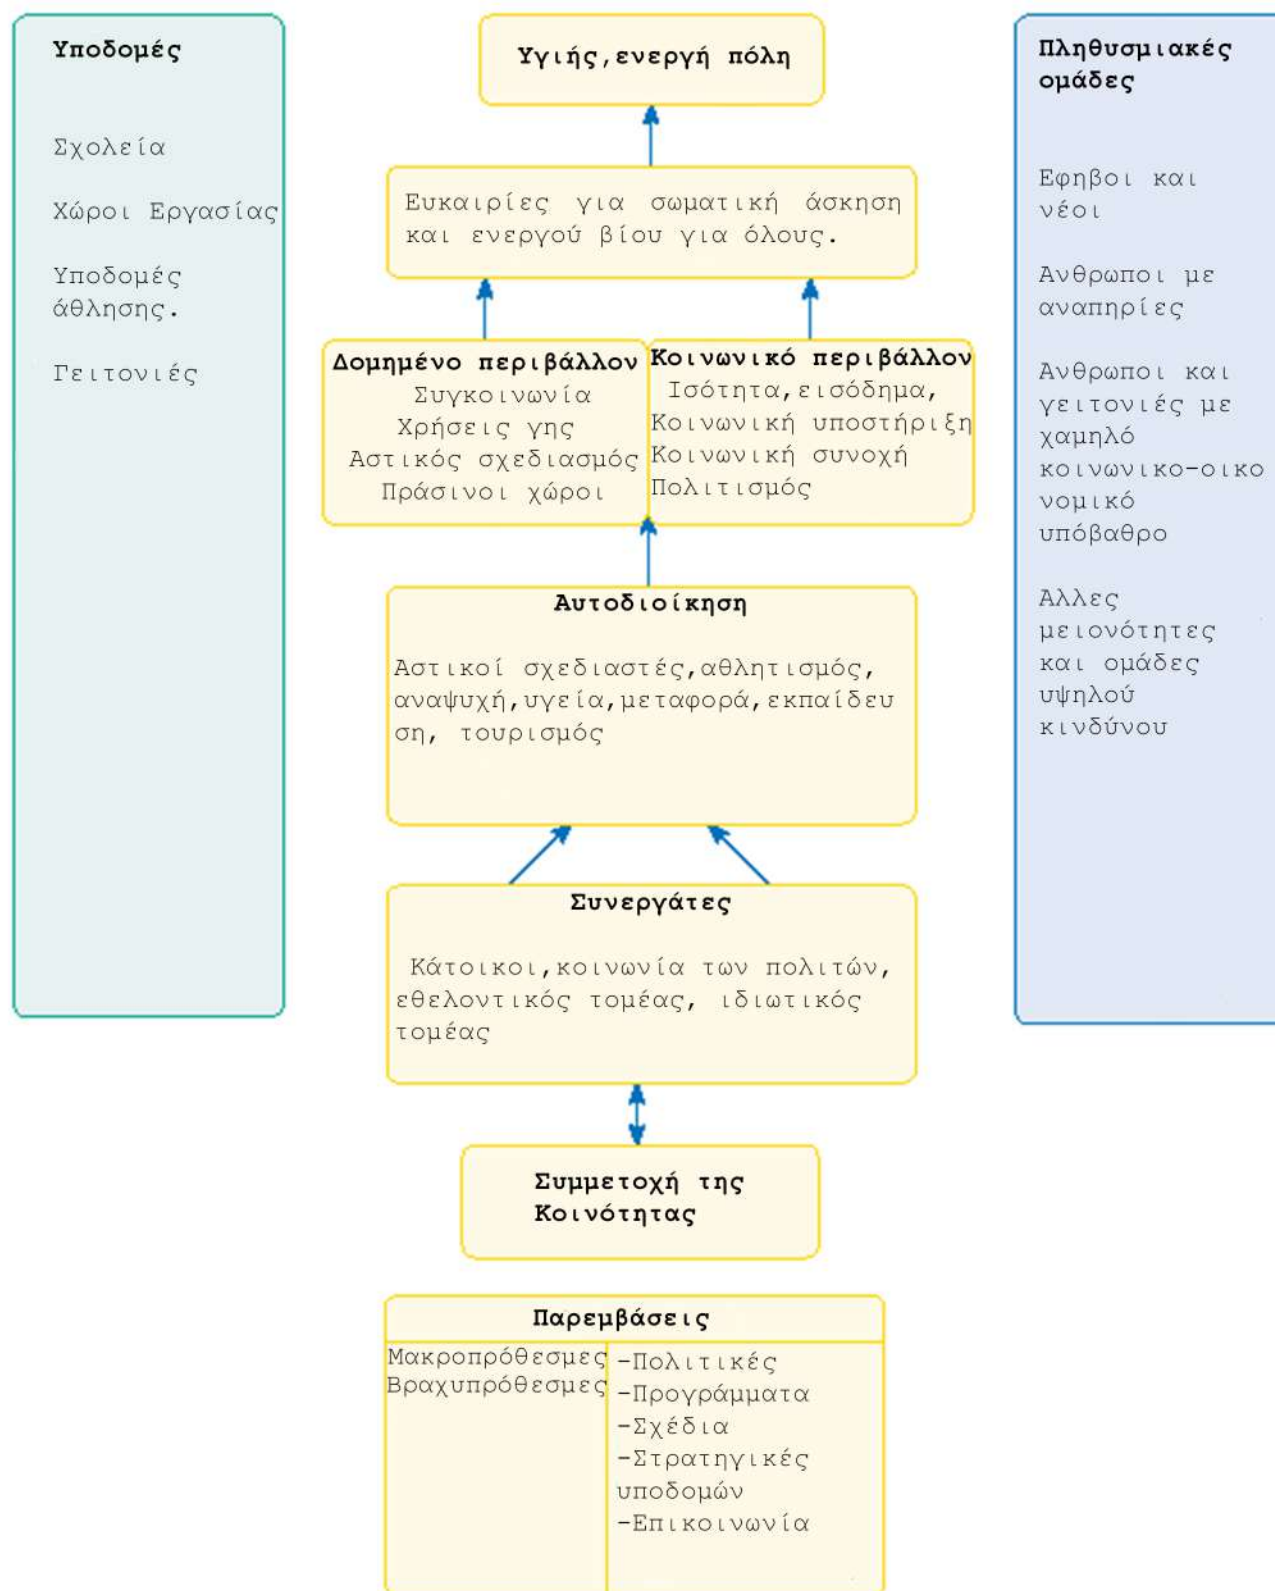 Υποδομές
Σχολεία
Χώροι Εργασίας
Υποδομές
άθλησης.
Γειτονιές
Υγιής,ενεργή πόλη
Ευκαιρίες για σωματική άσκηση
και ενεργού βίου για όλους.
Δομημένο περιβάλλον
Συγκοινωνία
Χρήσεις γης
Αστικός σχεδιασμός
Πράσινοι χώροι
Κοινωνικό περιβάλλον
Ισότητα,εισόδημα,
Κοινωνική υποστήριξη
Κοινωνική συνοχή
Πολιτισμός
Αυτοδιοίκηση
Αστικοί σχεδιαστές,αθλητισμός,
αναψυχή,υγεία,μεταφορά,εκπαίδευ
ση, τουρισμός
Συνεργάτες
Κάτοικοι,κοινωνία των πολιτών,
εθελοντικός τομέας, ιδιωτικός
τομέας
Συμμετοχή της
Κοινότητας
Παρεμβάσεις
Μακροπρόθεσμες
Βραχυπρόθεσμες
-Πολιτικές
-Προγράμματα
-Σχέδια
-Στρατηγικές
υποδομών
-Επικοινωνία
Πληθυσμιακές
ομάδες
Εφηβοι και
νέοι
Ανθρωποι με
αναπηρίες
Ανθρωποι και
γειτονιές με
χαμηλό
κοινωνικο-οικο
νομικό
υπόβαθρο
Αλλες
μειονότητες
και ομάδες
υψηλού
κινδύνου